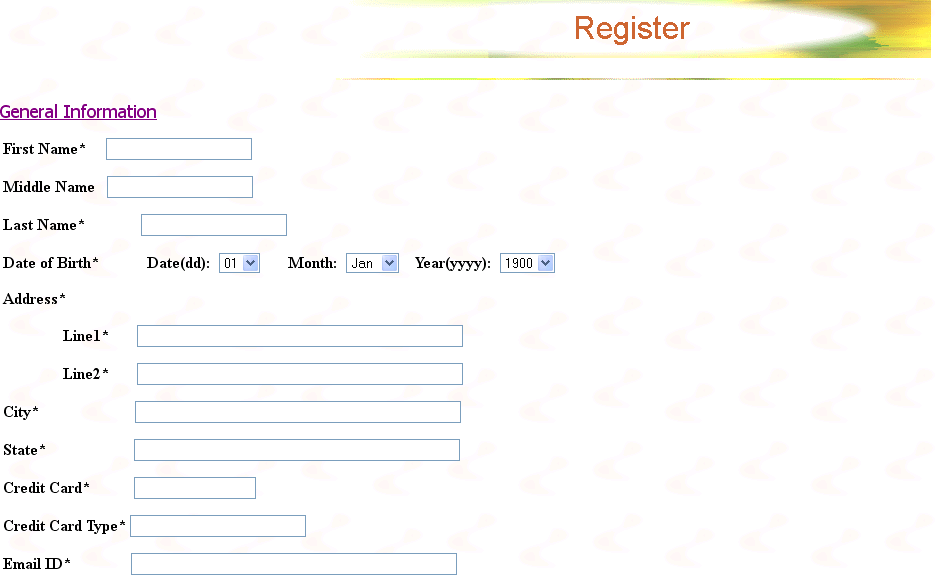 Register
General Information
First Name*
Middle Name
Last Name*
Date of Birth* Date(dd): 01 Month: Jan Year(yyyy): 1900
Address*
Line1*
Line2*
City*
State*
Credit Card*
Credit Card Type*
Email ID*